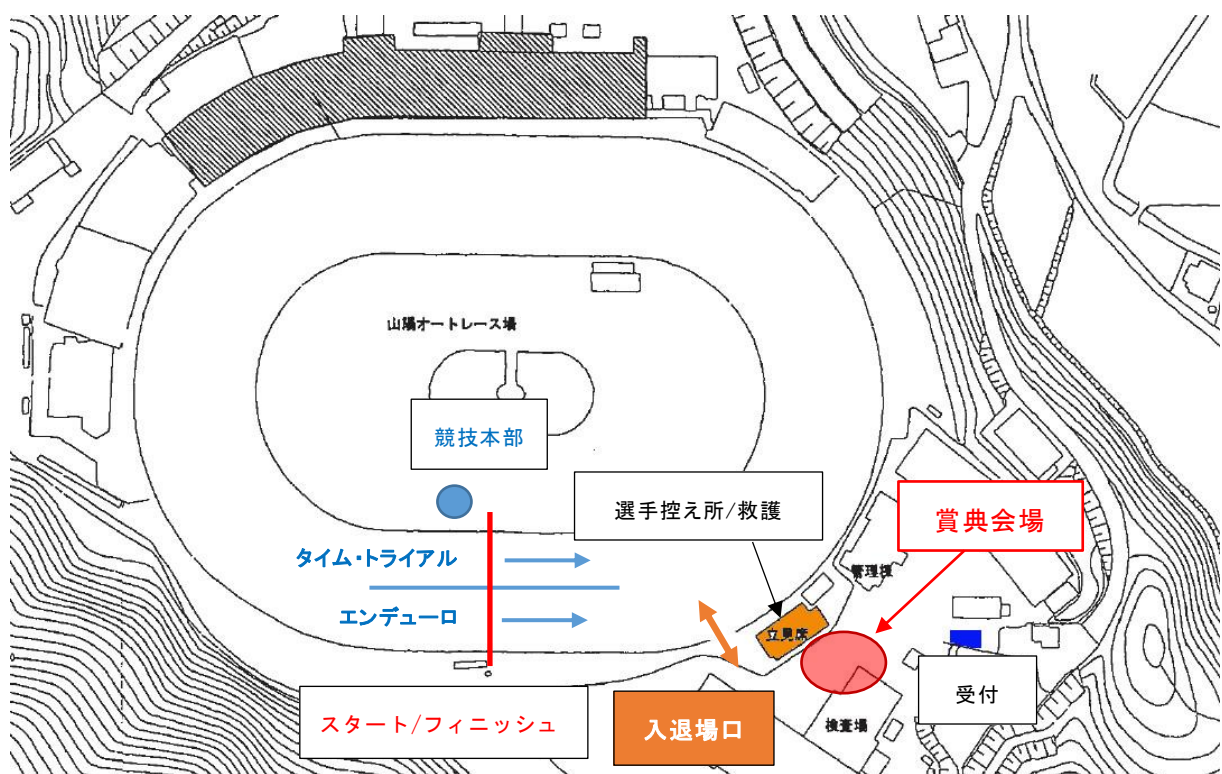 山陽オートレース場
競技本部
選手控え所/救護
賞典会場
タイム・トライアル
管理棟
エンデューロ
立見席
受付
スタート/フィニッシュ
入退場口
検査場